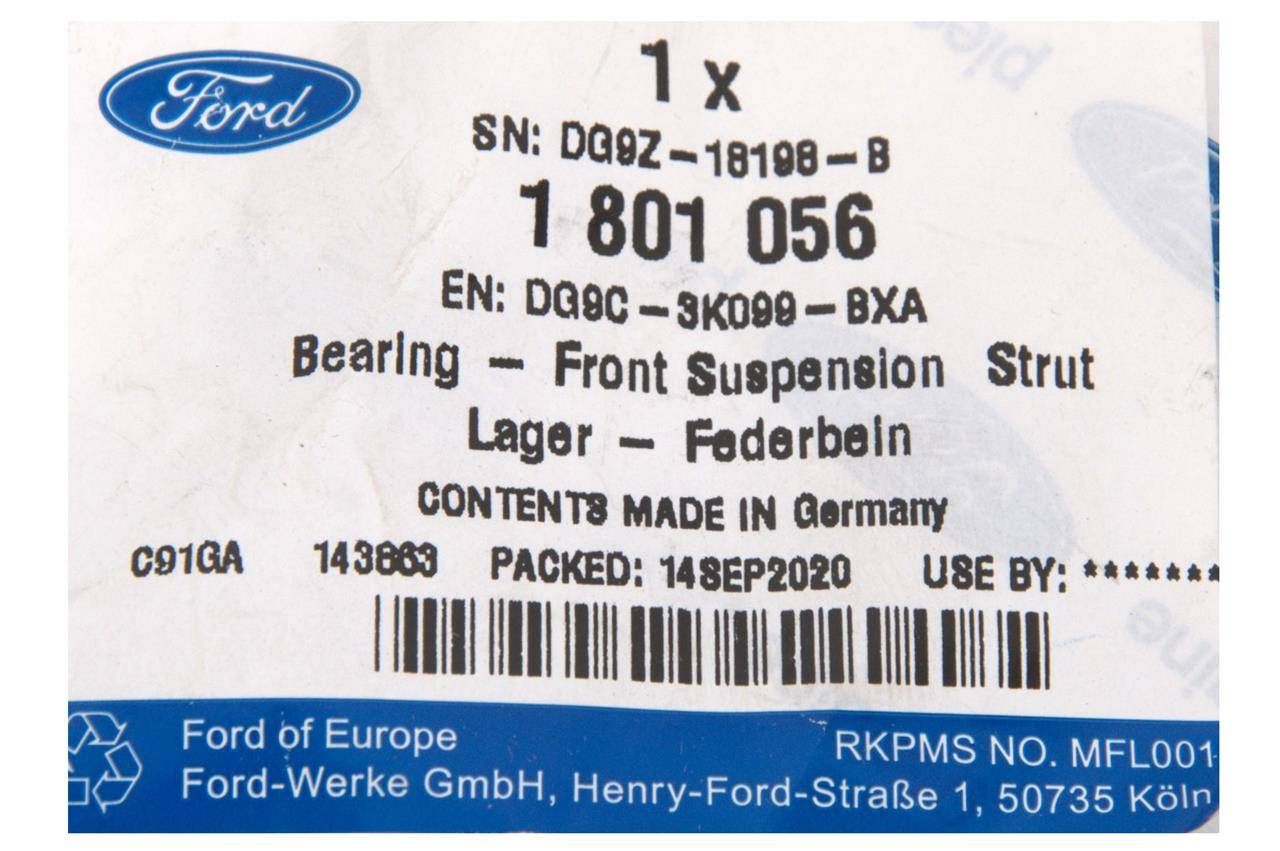 Ford
1 x
SN: DG9Z-18198-B
1 801 056
EN: DG9C-3K099-BXA
Bearing - Front Suspension Strut
Lager - Federbein
CONTENTS MADE IN Germany
C91GA 143863 PACKED: 14SEP2020 USE BY: *******
Ford of Europe
RKPMS NO. MFL001-
Ford-Werke GmbH, Henry-Ford-Straße 1, 50735 Köln